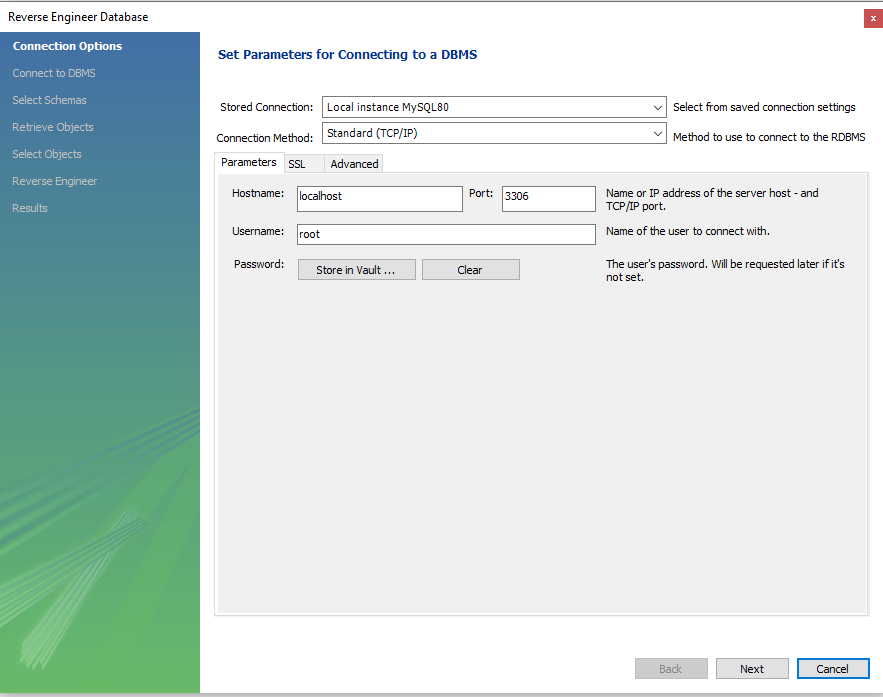 Reverse Engineer Database
x
Connection Options
Connect to DBMS
Select Schemas
Retrieve Objects
Select Objects
Reverse Engineer
Results
Set Parameters for Connecting to a DBMS
Stored Connection: Local instance MySQL80 Select from saved connection settings
Connection Method: Standard (TCP/IP) Method to use to connect to the RDBMS
Parameters SSL Advanced
Hostname: localhost Port: 3306 Name or IP address of the server host - and
TCP/IP port.
Username: root Name of the user to connect with.
Password: Store in Vault ... Clear The user's password. Will be requested later if it's
not set.
Back Next Cancel